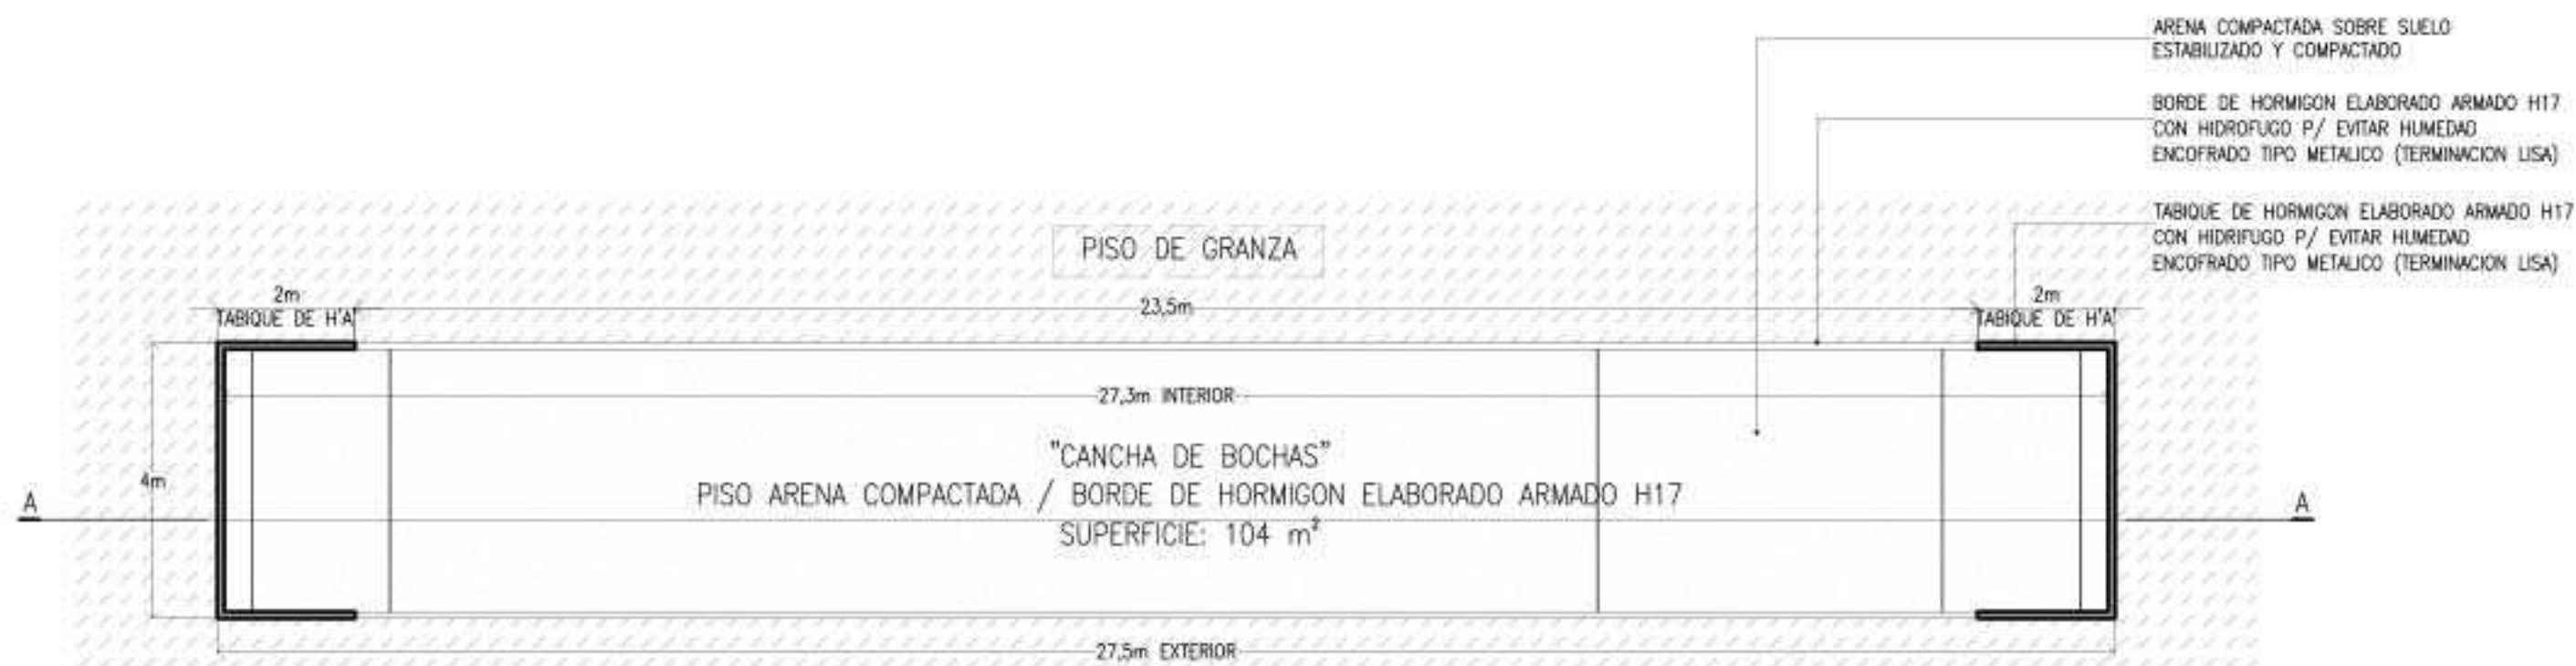 ARENA COMPACTADA SOBRE SUELO
ESTABILIZADO Y COMPACTADO
BORDE DE HORMIGON ELABORADO ARMADO H17
CON HIDROFUGO P/ EVITAR HUMEDAD
ENCOFRADO TIPO METALICO (TERMINACION LISA)
TABIQUE DE HORMIGON ELABORADO ARMADO H17
CON HIDRIFUGO P/ EVITAR HUMEDAD
ENCOFRADO TIPO METALICO (TERMINACION LISA)
PISO DE GRANZA
2m
TABIQUE DE H'A'
23,5m
2m
TABIQUE DE H'A'
27,3m INTERIOR
"CANCHA DE BOCHAS"
4m
PISO ARENA COMPACTADA / BORDE DE HORMIGON ELABORADO ARMADO H17
A
A
SUPERFICIE: 104 m²
27,5m EXTERIOR